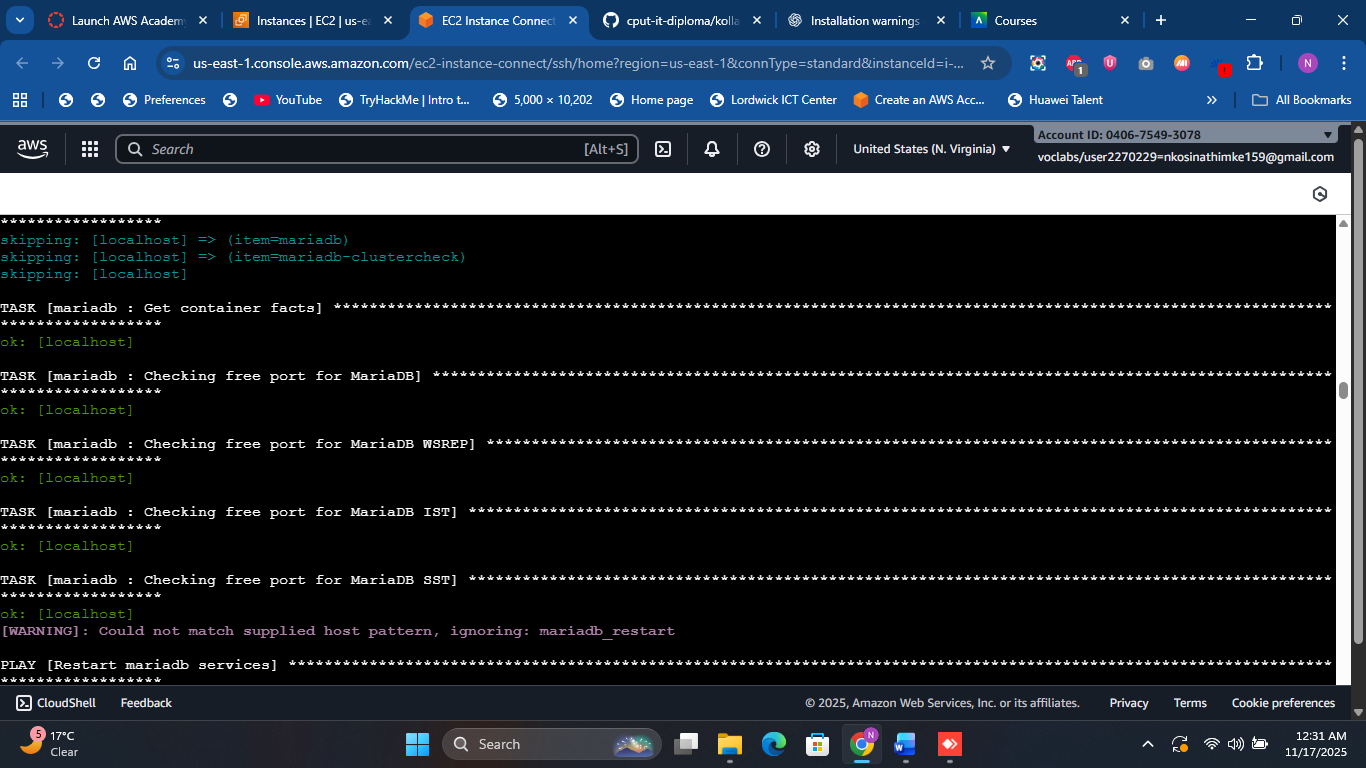 Launch AWS Academy
Instances | EC2 | us-ea
EC2 Instance Connect
cput-it-diploma/kolla
Installation warnings
Courses
us-east-1.console.aws.amazon.com/ec2-instance-connect/ssh/home?region=us-east-1&connType=standard&instanceId=i-...
1
N
Preferences
YouTube
TryHackMe | Intro t...
5,000 × 10,202
Home page
Lordwick ICT Center
Create an AWS Acc...
Huawei Talent
»
All Bookmarks
aws
Search
[Alt+S]
United States (N. Virginia)
Account ID: 0406-7549-3078
voclabs/user2270229=nkosinathimke159@gmail.com
******************
skipping: [localhost] => (item=mariadb)
skipping: [localhost] => (item=mariadb-clustercheck)
skipping: [localhost]
TASK [mariadb : Get container facts] ***************************************************************************************************************
******************
ok: [localhost]
TASK [mariadb : Checking free port for MariaDB] ****************************************************************************************************
******************
ok: [localhost]
TASK [mariadb : Checking free port for MariaDB WSREP] **********************************************************************************************
******************
ok: [localhost]
TASK [mariadb : Checking free port for MariaDB IST] ************************************************************************************************
******************
ok: [localhost]
TASK [mariadb : Checking free port for MariaDB SST] ************************************************************************************************
******************
ok: [localhost]
[WARNING]: Could not match supplied host pattern, ignoring: mariadb_restart
PLAY [Restart mariadb services] ********************************************************************************************************************
******************
CloudShell
Feedback
© 2025, Amazon Web Services, Inc. or its affiliates.
Privacy
Terms
Cookie preferences
5
17°C
Clear
Search
N
12:31 AM
11/17/2025